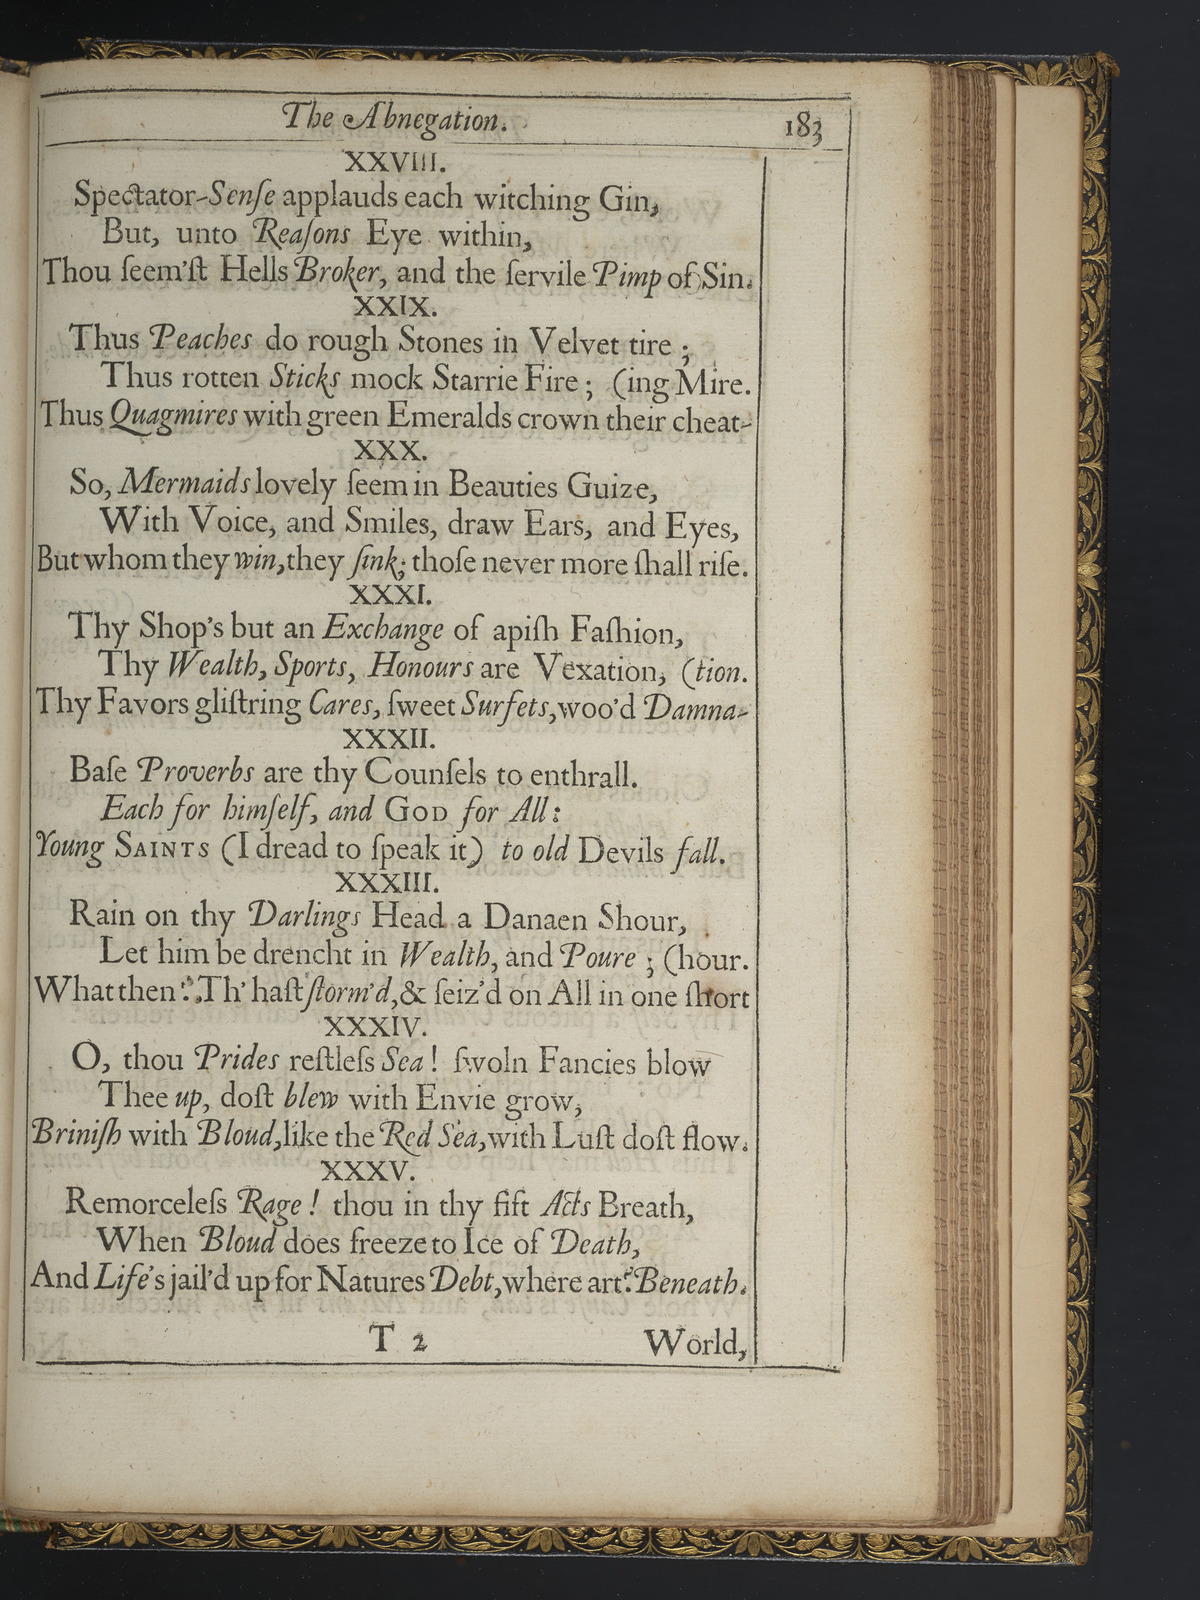 The Abnegation. 183
XXVIII.
Spectator-Senſe applauds each witching Gin,
But, unto Reaſons Eye within,
Thou ſeem'ſt Hells Broker, and the ſervile Pimp of Sin.
XXIX.
Thus Peaches do rough Stones in Velvet tire ;
Thus rotten Sticks mock Starrie Fire ; (ing Mire.
Thus Quagmires with green Emeralds crown their cheat-
XXX.
So, Mermaids lovely ſeem in Beauties Guize,
With Voice, and Smiles, draw Ears, and Eyes,
But whom they win, they ſink; thoſe never more ſhall riſe.
XXXI.
Thy Shop's but an Exchange of apiſh Faſhion,
Thy Wealth, Sports, Honours are Vexation, (tion.
Thy Favors gliſtring Cares, ſweet Surfets, woo'd Damna-
XXXII.
Baſe Proverbs are thy Counſels to enthrall.
Each for himſelf, and GOD for All :
Young SAINTS (I dread to ſpeak it) to old Devils fall.
XXXIII.
Rain on thy Darlings Head a Danaen Shour,
Let him be drencht in Wealth, and Poure ; (hour.
What then? Th' haſt ſtorm'd, & ſeiz'd on All in one ſhort
XXXIV.
O, thou Prides reſtleſs Sea ! ſwoln Fancies blow
Thee up, doſt blew with Envie grow,
Briniſh with Bloud, like the Red Sea, with Luſt doſt flow.
XXXV.
Remorceleſs Rage ! thou in thy fift Acts Breath,
When Bloud does freeze to Ice of Death,
And Life's jail'd up for Natures Debt, where art? Beneath.
T 2 World,